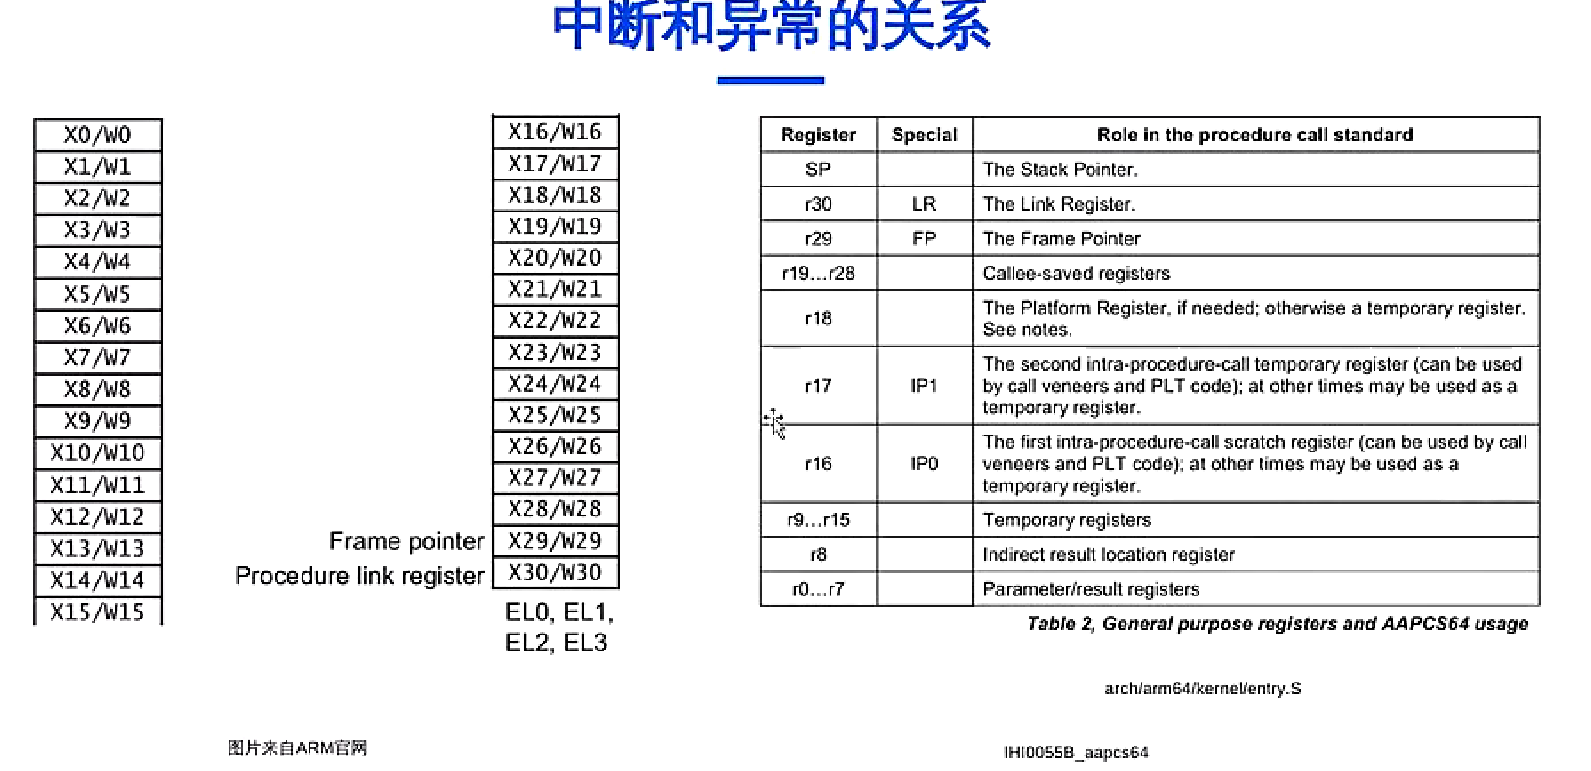 中断和异常的关系
X0/W0
X1/W1
X2/W2
X3/W3
X4/W4
X5/W5
X6/W6
X7/W7
X8/W8
X9/W9
X10/W10
X11/W11
X12/W12
X13/W13
X14/W14
X15/W15
X16/W16
X17/W17
X18/W18
X19/W19
X20/W20
X21/W21
X22/W22
X23/W23
X24/W24
X25/W25
X26/W26
X27/W27
X28/W28
Frame pointer X29/W29
Procedure link register X30/W30
EL0, EL1,
EL2, EL3
Register Special Role in the procedure call standard
SP The Stack Pointer.
r30 LR The Link Register.
r29 FP The Frame Pointer
r19...r28 Callee-saved registers
r18 The Platform Register, if needed; otherwise a temporary register.
See notes.
The second intra-procedure-call temporary register (can be used
r17 IP1 by call veneers and PLT code); at other times may be used as a
temporary register.
The first intra-procedure-call scratch register (can be used by call
r16 IP0 veneers and PLT code); at other times may be used as a
temporary register.
r9...r15 Temporary registers
r8 Indirect result location register
r0...r7 Parameter/result registers
Table 2, General purpose registers and AAPCS64 usage
arch/arm64/kernel/entry.S
图片来自ARM官网
IHI0055B_aapcs64